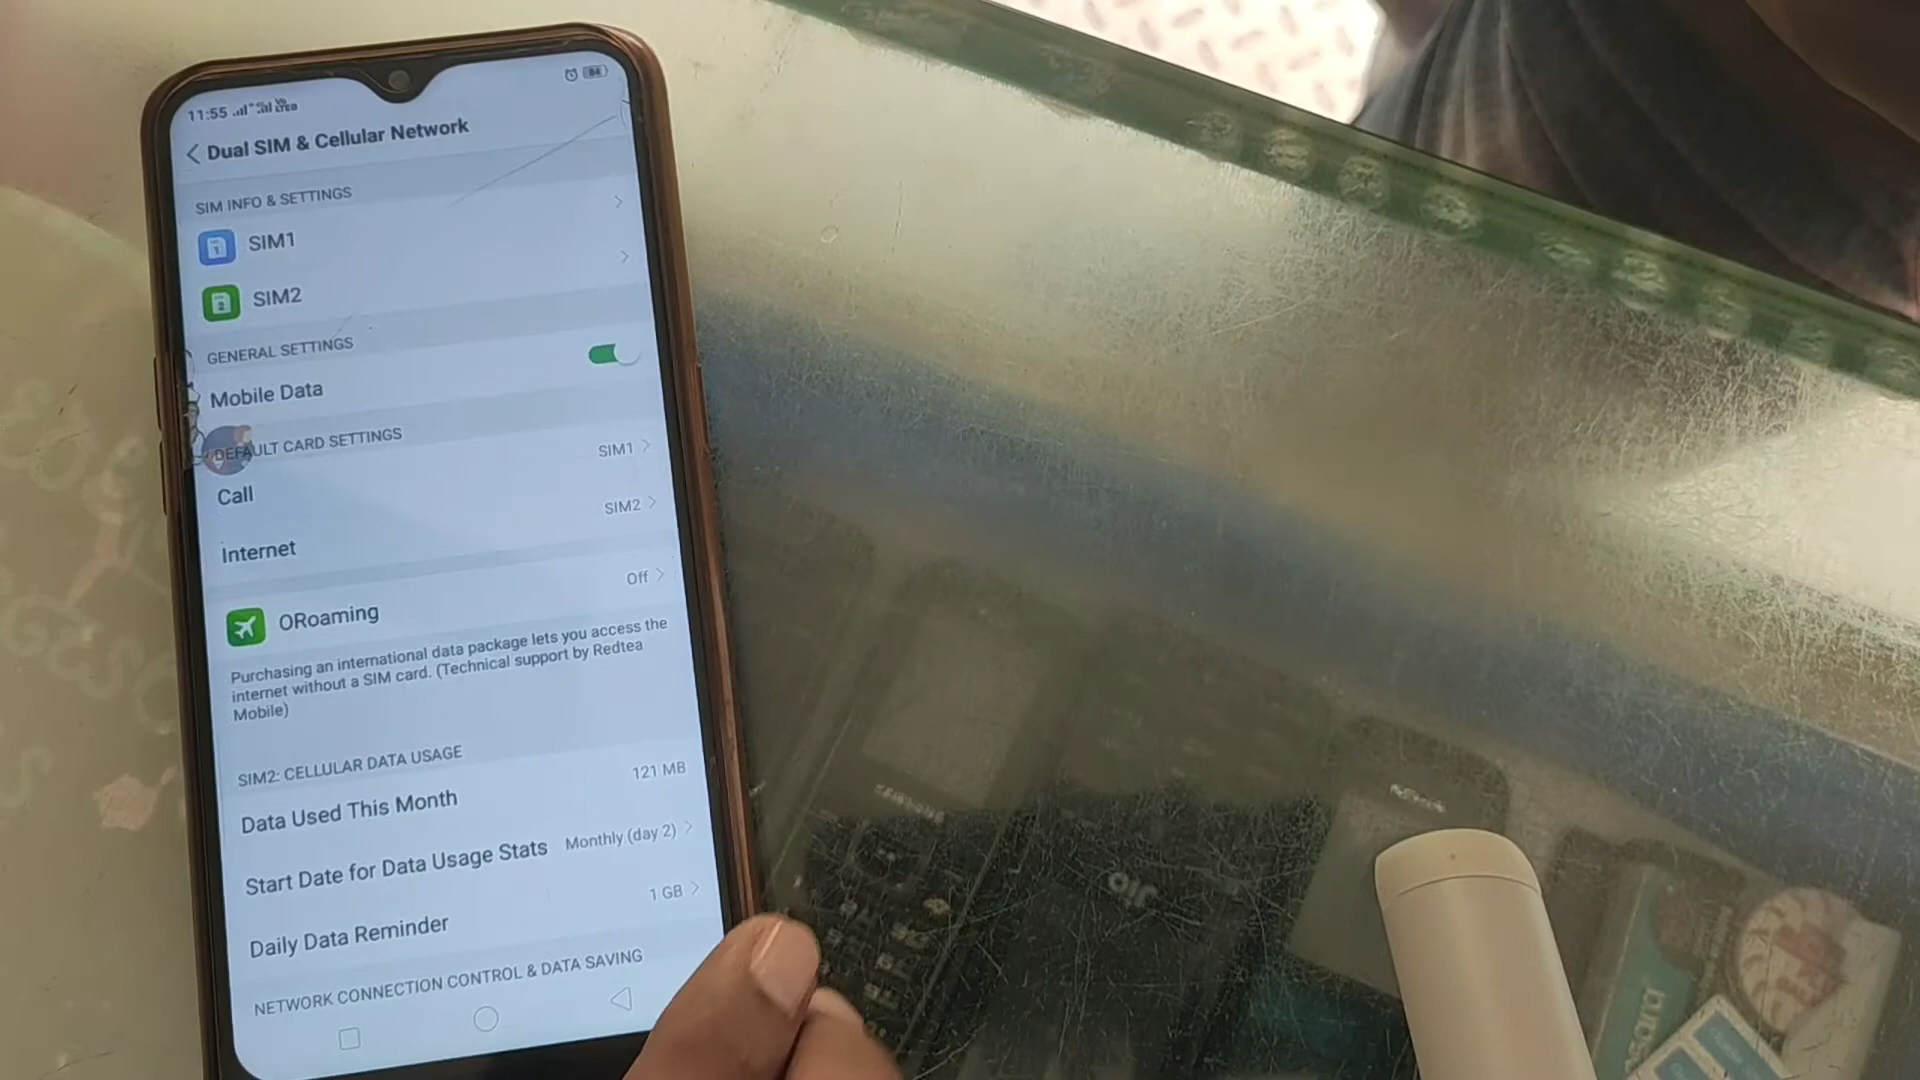 11:55
84
Dual SIM & Cellular Network
SIM INFO & SETTINGS
SIM1
SIM2
GENERAL SETTINGS
Mobile Data
DEFAULT CARD SETTINGS
Call SIM1
Internet SIM2
ORoaming Off
Purchasing an international data package lets you access the
internet without a SIM card. (Technical support by Redtea
Mobile)
SIM2: CELLULAR DATA USAGE
Data Used This Month 121 MB
Start Date for Data Usage Stats Monthly (day 2)
Daily Data Reminder 1 GB
NETWORK CONNECTION CONTROL & DATA SAVING